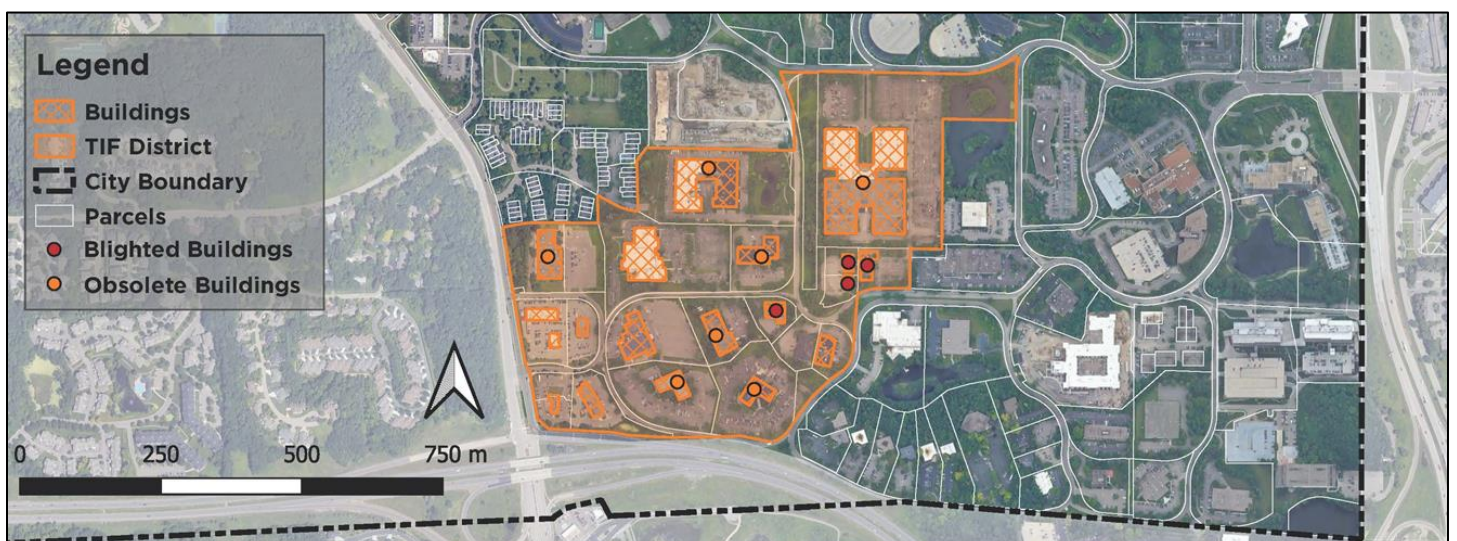 Legend
Buildings
TIF District
City Boundary
Parcels
Blighted Buildings
Obsolete Buildings
0 250 500 750 m